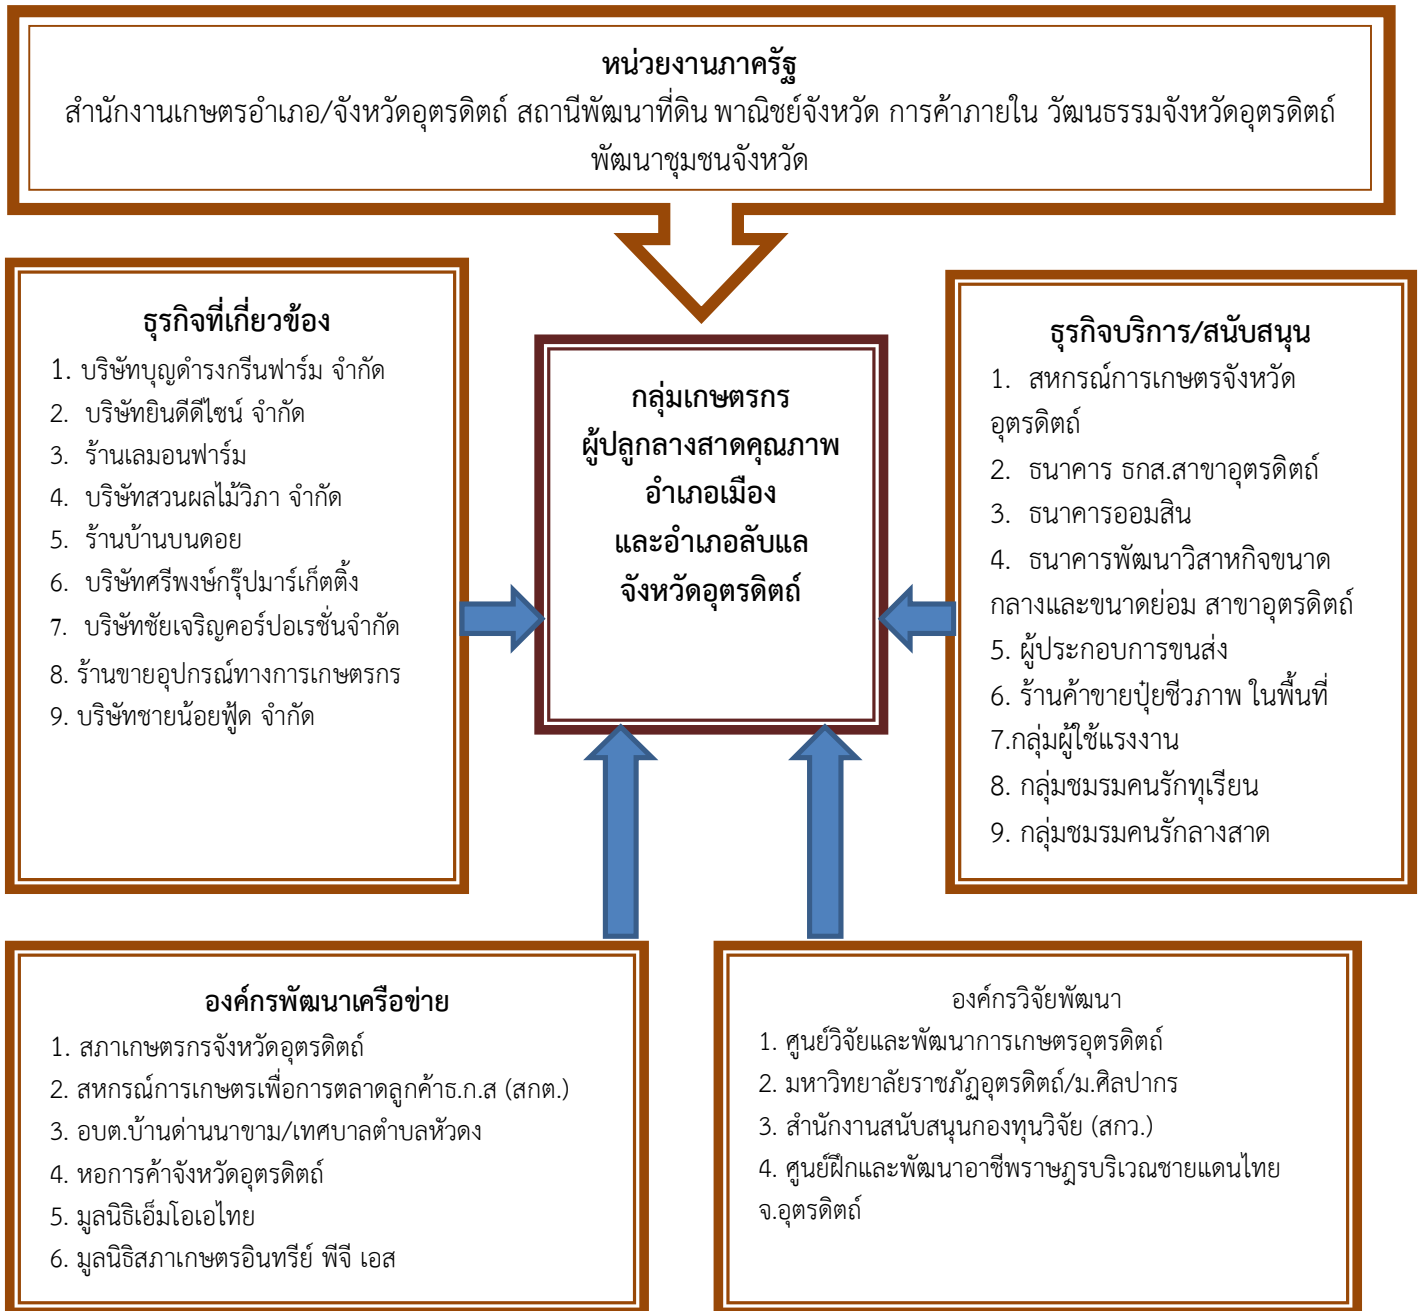 หน่วยงานภาครัฐ
สำนักงานเกษตรอำเภอ/จังหวัดอุตรดิตถ์ สถานีพัฒนาที่ดิน พาณิชย์จังหวัด การค้าภายใน วัฒนธรรมจังหวัดอุตรดิตถ์
พัฒนาชุมชนจังหวัด
ธุรกิจที่เกี่ยวข้อง
1. บริษัทบุญดำรงกรีนฟาร์ม จำกัด
2. บริษัทยินดีดีไซน์ จำกัด
3. ร้านเลมอนฟาร์ม
4. บริษัทสวนผลไม้วิภา จำกัด
5. ร้านบ้านบนดอย
6. บริษัทศรีพงษ์กรุ๊ปมาร์เก็ตติ้ง
7. บริษัทชัยเจริญคอร์ปอเรชั่นจำกัด
8. ร้านขายอุปกรณ์ทางการเกษตรกร
9. บริษัทชายน้อยฟู้ด จำกัด
กลุ่มเกษตรกร
ผู้ปลูกลางสาดคุณภาพ
อำเภอเมือง
และอำเภอลับแล
จังหวัดอุตรดิตถ์
ธุรกิจบริการ/สนับสนุน
1. สหกรณ์การเกษตรจังหวัด
อุตรดิตถ์
2. ธนาคาร ธกส.สาขาอุตรดิตถ์
3. ธนาคารออมสิน
4. ธนาคารพัฒนาวิสาหกิจขนาด
กลางและขนาดย่อม สาขาอุตรดิตถ์
5. ผู้ประกอบการขนส่ง
6. ร้านค้าขายปุ๋ยชีวภาพ ในพื้นที่
7.กลุ่มผู้ใช้แรงงาน
8. กลุ่มชมรมคนรักทุเรียน
9. กลุ่มชมรมคนรักลางสาด
องค์กรพัฒนาเครือข่าย
1. สภาเกษตรกรจังหวัดอุตรดิตถ์
2. สหกรณ์การเกษตรเพื่อการตลาดลูกค้าธ.ก.ส (สกต.)
3. อบต.บ้านด่านนาขาม/เทศบาลตำบลหัวดง
4. หอการค้าจังหวัดอุตรดิตถ์
5. มูลนิธิเอ็มโอเอไทย
6. มูลนิธิสภาเกษตรอินทรีย์ พีจี เอส
องค์กรวิจัยพัฒนา
1. ศูนย์วิจัยและพัฒนาการเกษตรอุตรดิตถ์
2. มหาวิทยาลัยราชภัฏอุตรดิตถ์/ม.ศิลปากร
3. สำนักงานสนับสนุนกองทุนวิจัย (สกว.)
4. ศูนย์ฝึกและพัฒนาอาชีพราษฎรบริเวณชายแดนไทย
จ.อุตรดิตถ์